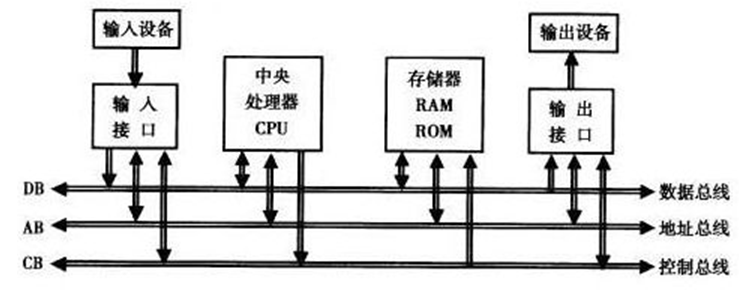 输入设备
输出设备
输 入
接 口
中央
处理器
CPU
存储器
RAM
ROM
输 出
接 口
DB
数据总线
AB
地址总线
CB
控制总线